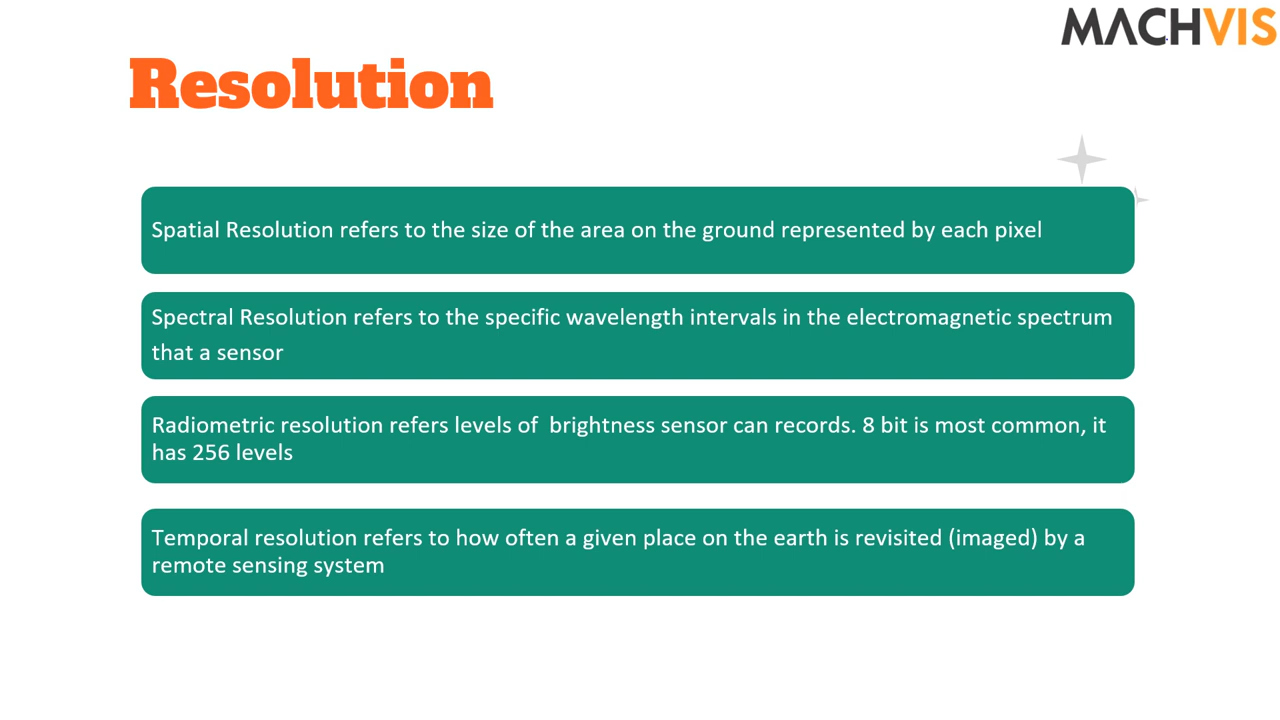 MACHVIS
Resolution
Spatial Resolution refers to the size of the area on the ground represented by each pixel
Spectral Resolution refers to the specific wavelength intervals in the electromagnetic spectrum
that a sensor
Radiometric resolution refers levels of  brightness sensor can records. 8 bit is most common, it
has 256 levels
Temporal resolution refers to how often a given place on the earth is revisited (imaged) by a
remote sensing system